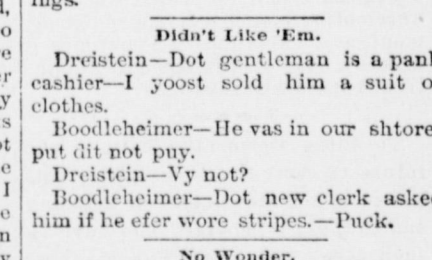 ings.
Didn't Like 'Em.
Dreistein—Dot gentleman is a
cashier—I yoost sold him a suit
clothes.
Boodleheimer—He vas in our shtore
put dit not puy.
Dreistein—Vy not?
Boodleheimer—Dot new clerk
him if he efer wore stripes.—Puck.
No Wonder.